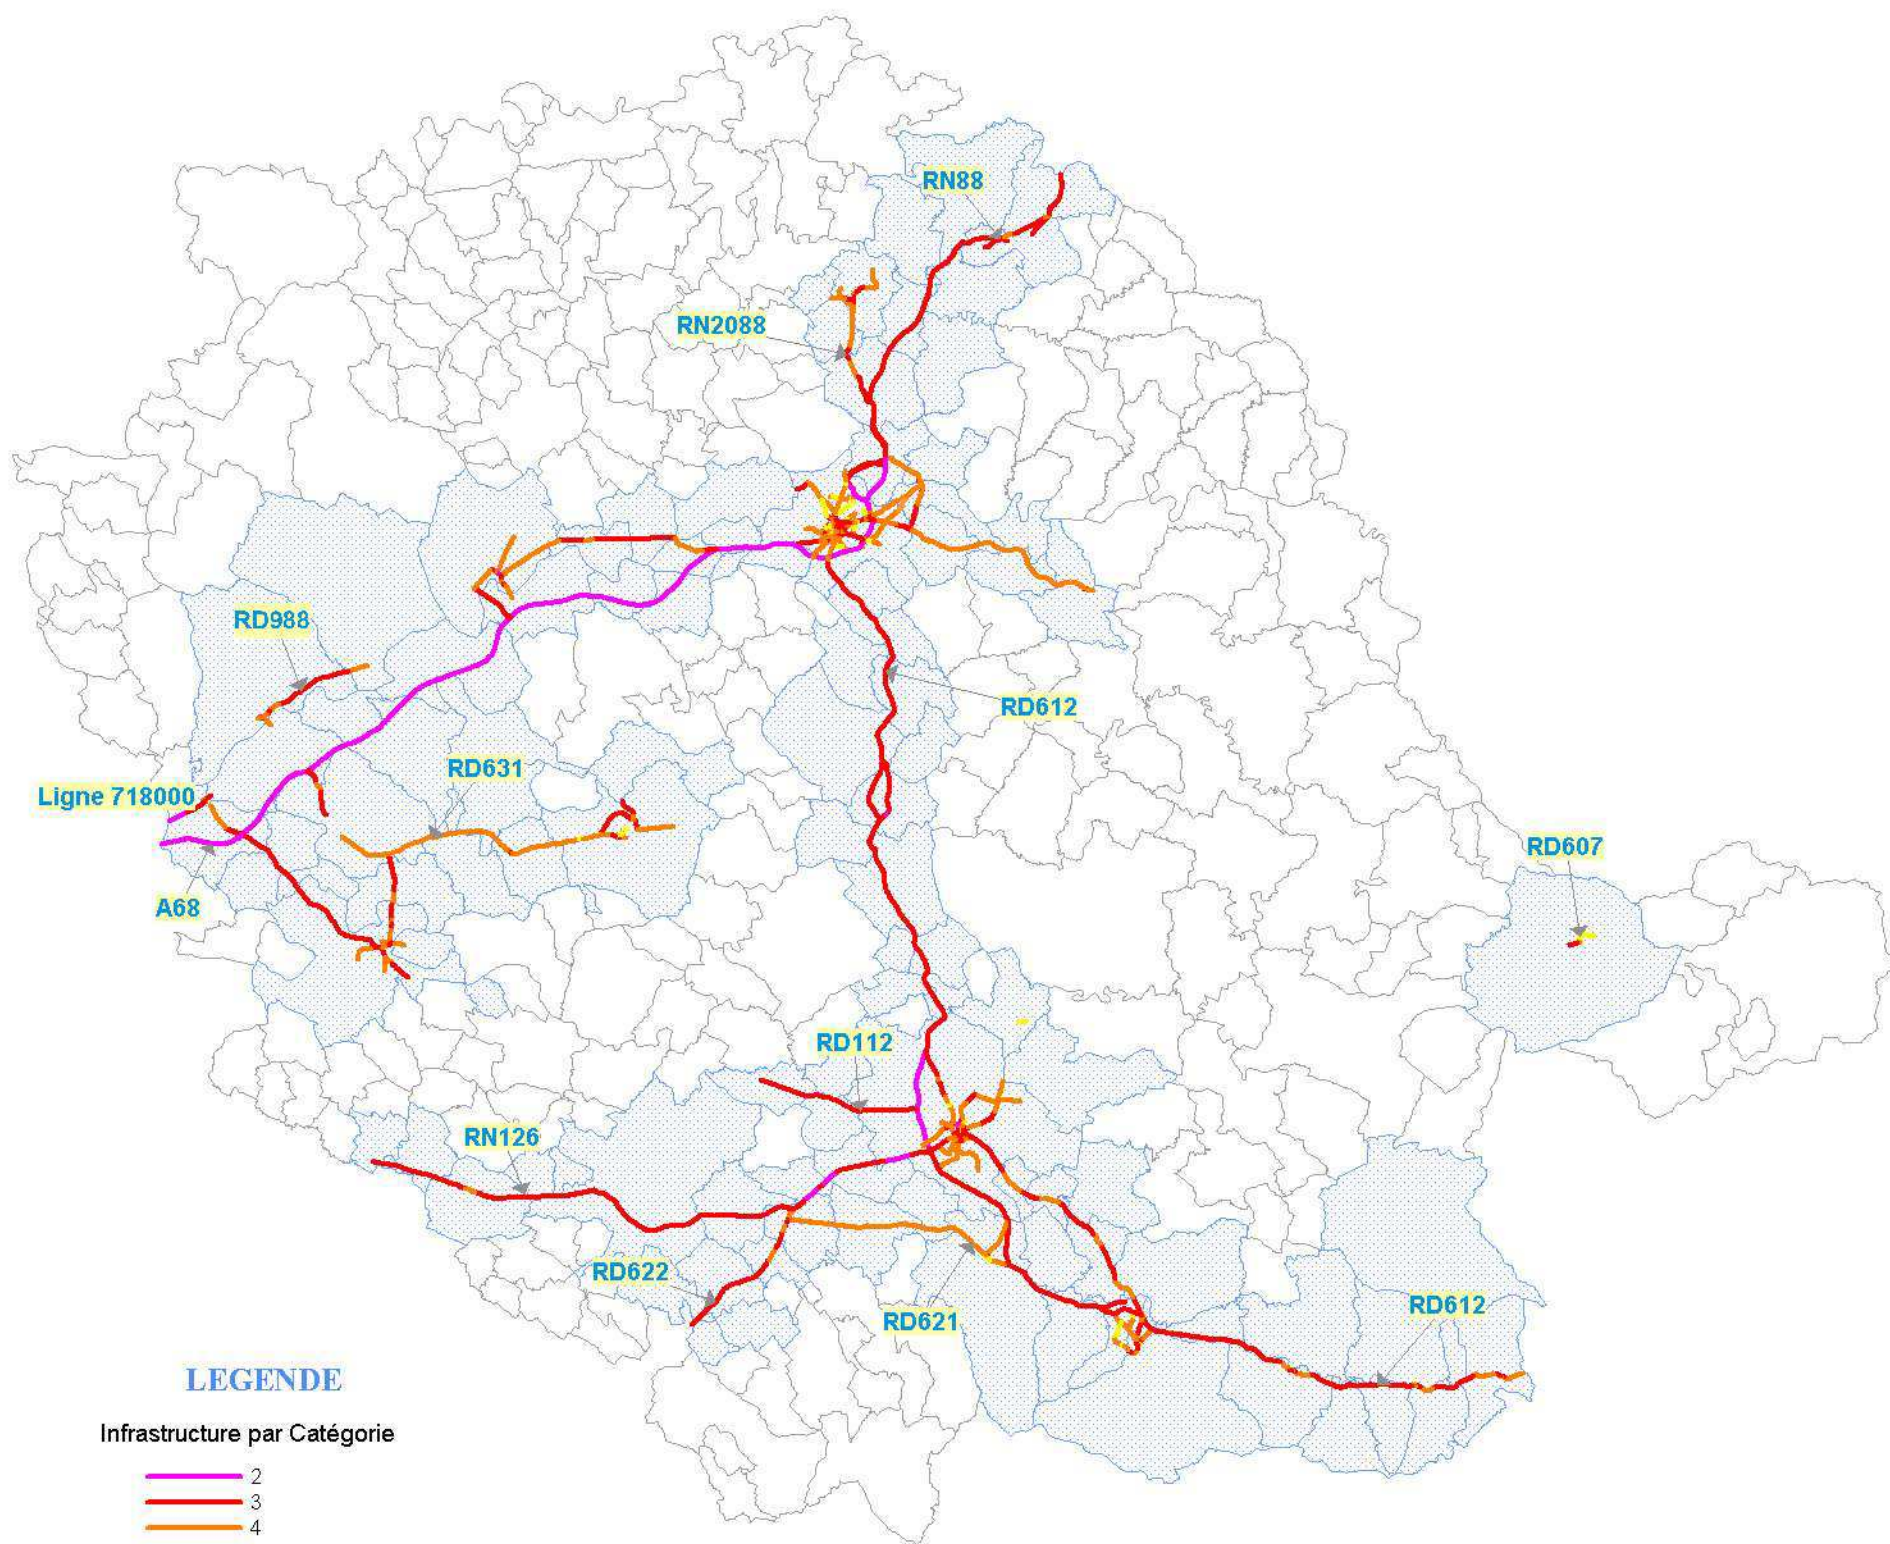 RN88
RN2088
RD988
RD612
RD631
Ligne 718000
RD607
A68
RD112
RN126
RD622
RD621
RD612
LEGENDE
Infrastructure par Catégorie
2
3
4